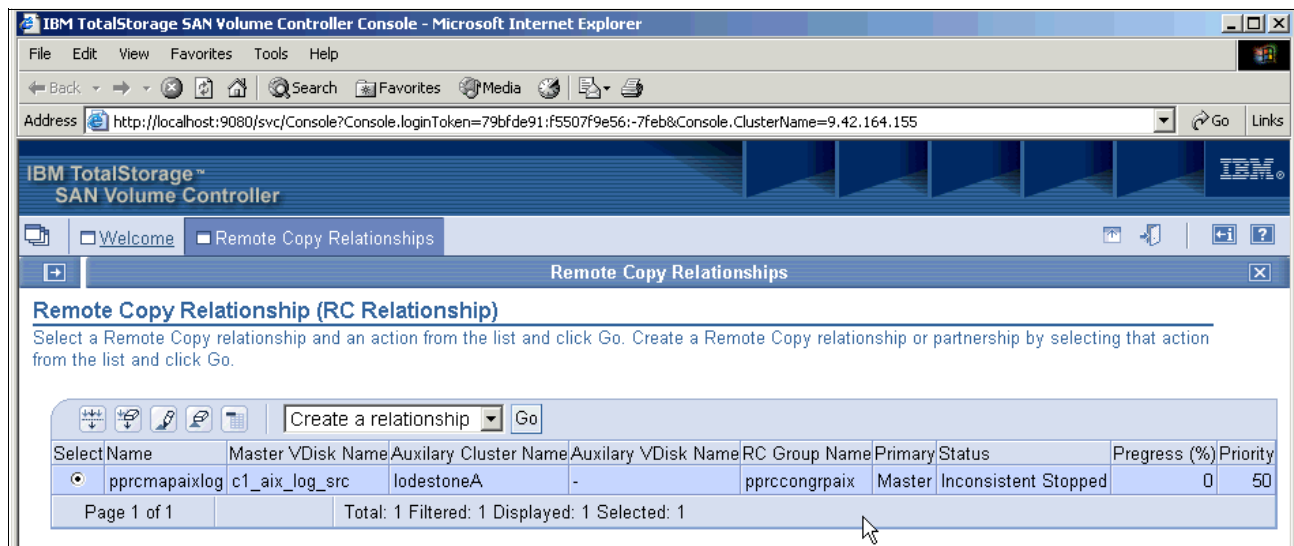 IBM TotalStorage SAN Volume Controller Console - Microsoft Internet Explorer
File Edit View Favorites Tools Help
Back Search Favorites Media
Address http://localhost:9080/svc/Console?Console.loginToken=79bfde91:f5507f9e56:-7feb&Console.ClusterName=9.42.164.155 Go Links
IBM TotalStorage™
SAN Volume Controller
IBM®
Welcome Remote Copy Relationships
Remote Copy Relationships
Remote Copy Relationship (RC Relationship)
Select a Remote Copy relationship and an action from the list and click Go. Create a Remote Copy relationship or partnership by selecting that action
from the list and click Go.
Create a relationship Go
Select Name Master VDisk Name Auxilary Cluster Name Auxilary VDisk Name RC Group Name Primary Status Pregress (%) Priority
pprcmapaixlog c1_aix_log_src lodestoneA - pprccongrpaix Master Inconsistent Stopped 0 50
Page 1 of 1 Total: 1 Filtered: 1 Displayed: 1 Selected: 1